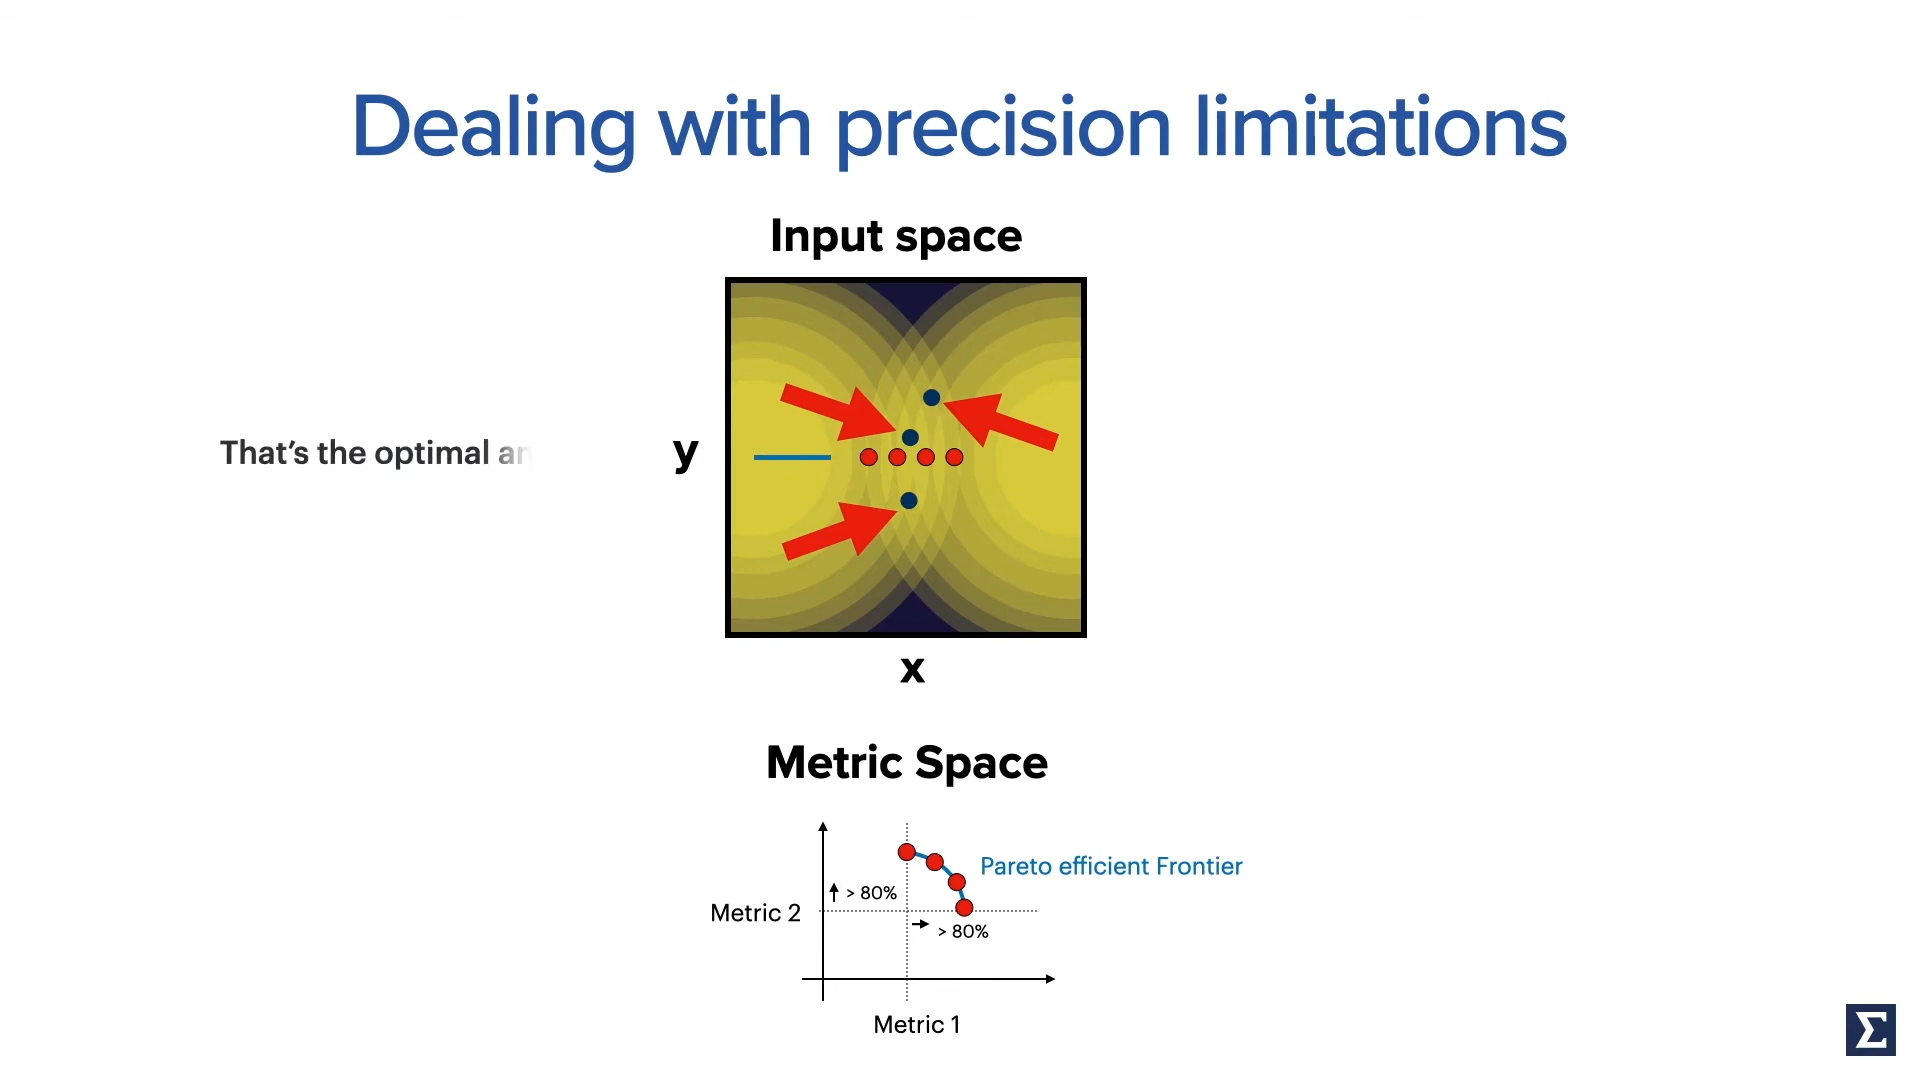 Dealing with precision limitations
Input space
That's the optimal
y
x
Metric Space
Pareto efficient Frontier
> 80%
Metric 2
> 80%
Metric 1
Σ